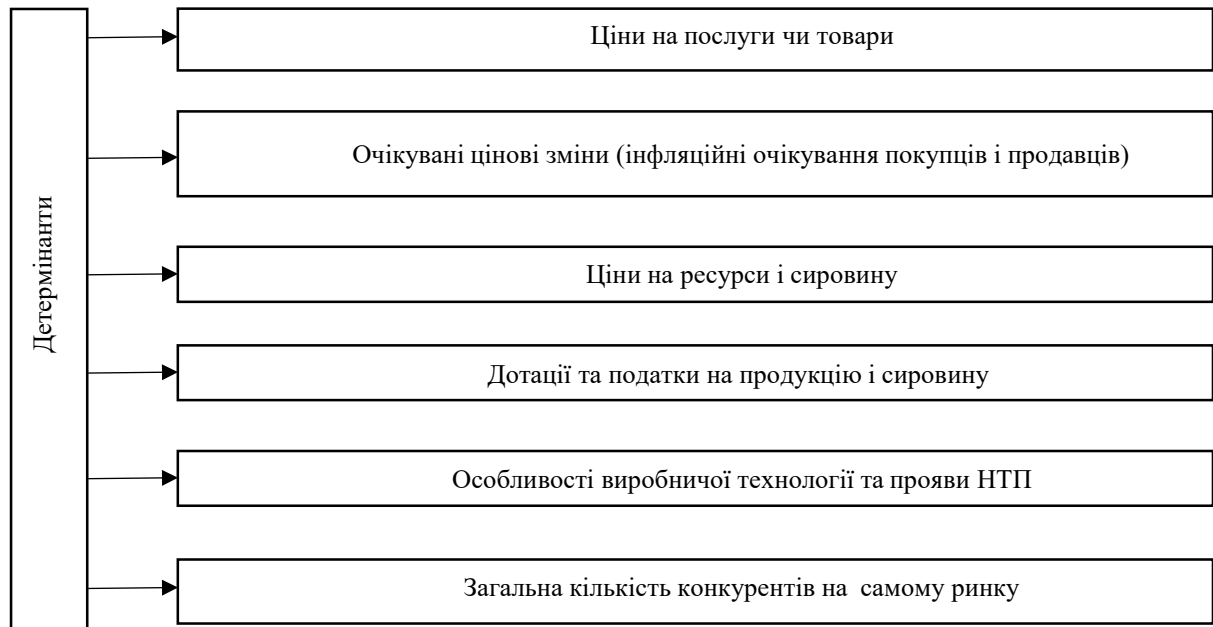 Детермінанти
Ціни на послуги чи товари
Очікувані цінові зміни (інфляційні очікування покупців і продавців)
Ціни на ресурси і сировину
Дотації та податки на продукцію і сировину
Особливості виробничої технології та прояви НТП
Загальна кількість конкурентів на самому ринку